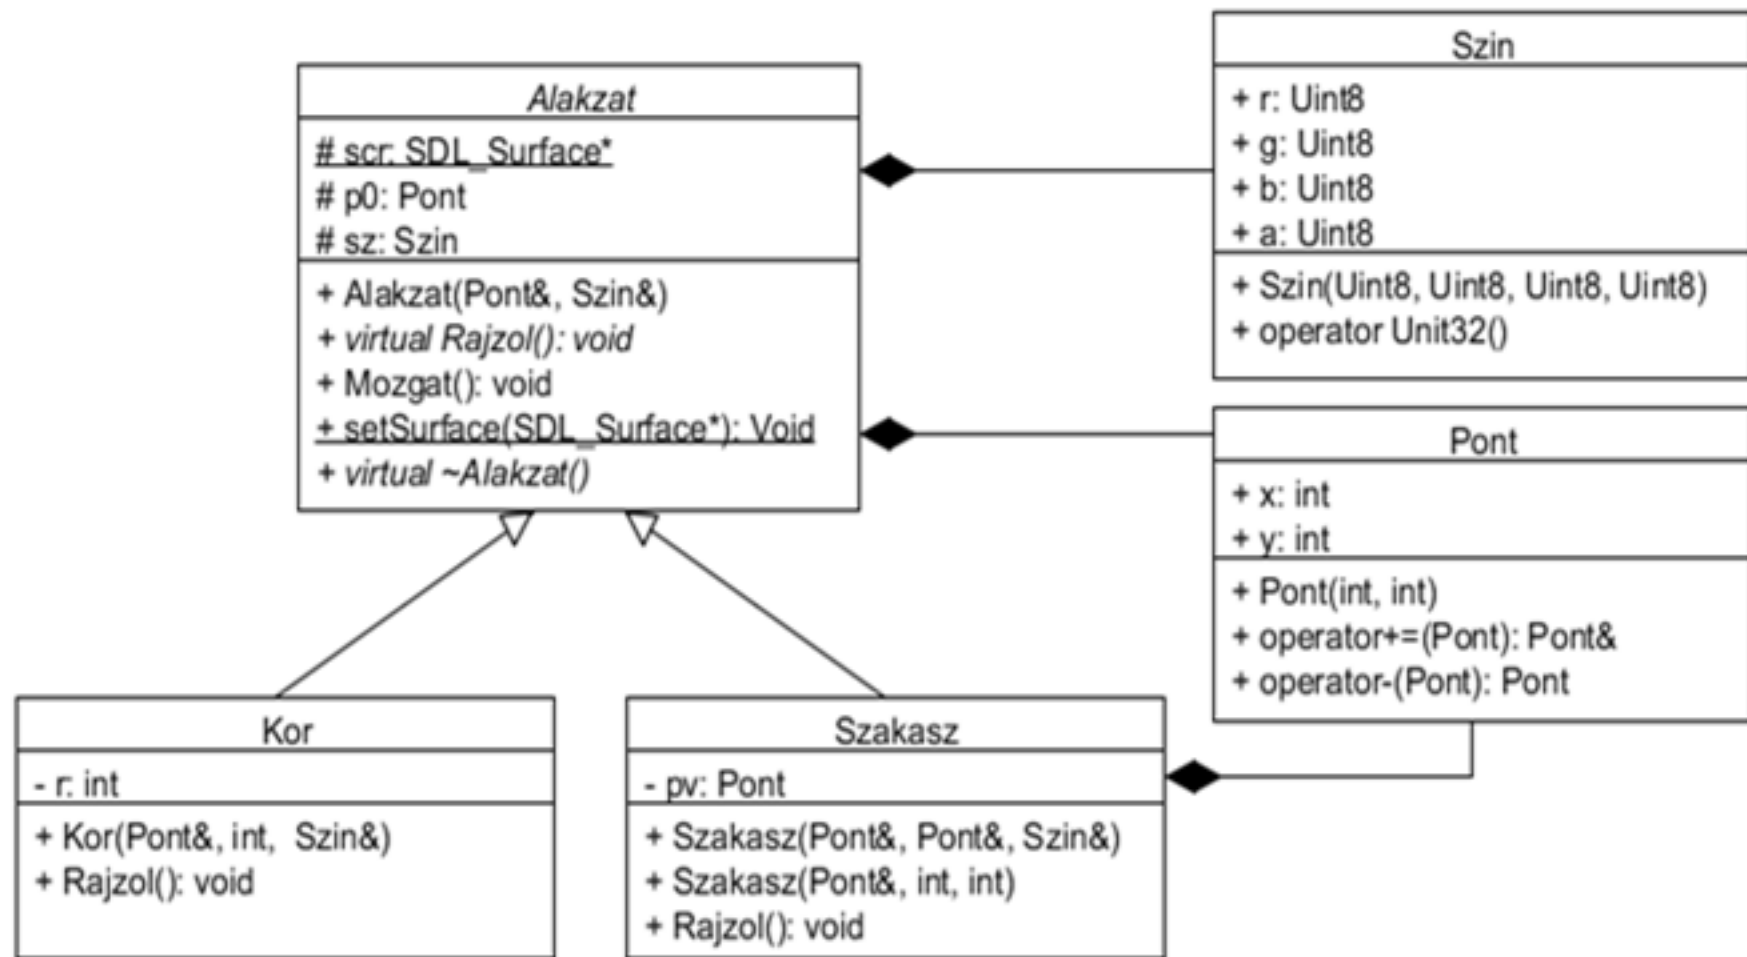 Alakzat
# scr: SDL_Surface*
# p0: Pont
# sz: Szin
+ Alakzat(Pont&, Szin&)
+ virtual Rajzol(): void
+ Mozgat(): void
+ setSurface(SDL_Surface*): Void
+ virtual ~Alakzat()
Szin
+ r: Uint8
+ g: Uint8
+ b: Uint8
+ a: Uint8
+ Szin(Uint8, Uint8, Uint8, Uint8)
+ operator Unit32()
Pont
+ x: int
+ y: int
+ Pont(int, int)
+ operator+=(Pont): Pont&
+ operator-(Pont): Pont
Kor
- r: int
+ Kor(Pont&, int, Szin&)
+ Rajzol(): void
Szakasz
- pv: Pont
+ Szakasz(Pont&, Pont&, Szin&)
+ Szakasz(Pont&, int, int)
+ Rajzol(): void